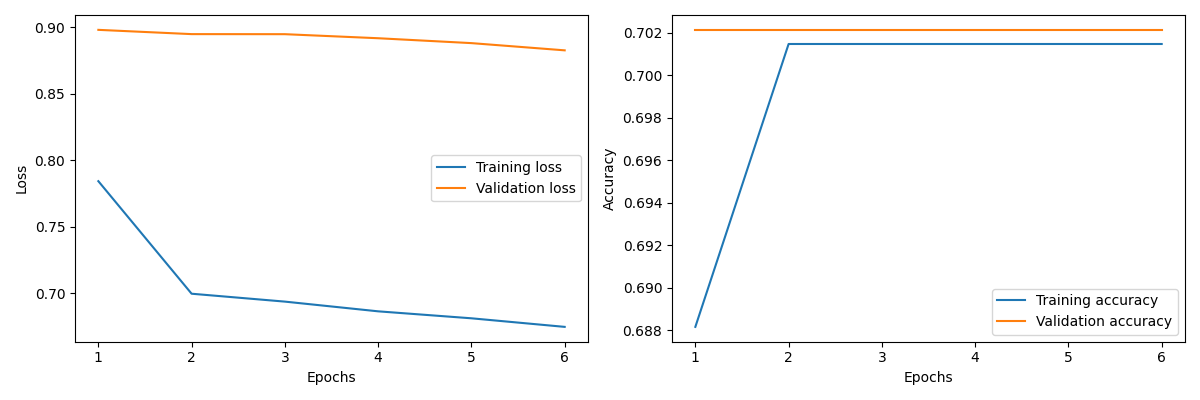 0.90
0.85
0.80
0.75
0.70
Loss
1 2 3 4 5 6
Epochs
Training loss
Validation loss
0.702
0.700
0.698
0.696
0.694
0.692
0.690
0.688
Accuracy
1 2 3 4 5 6
Epochs
Training accuracy
Validation accuracy